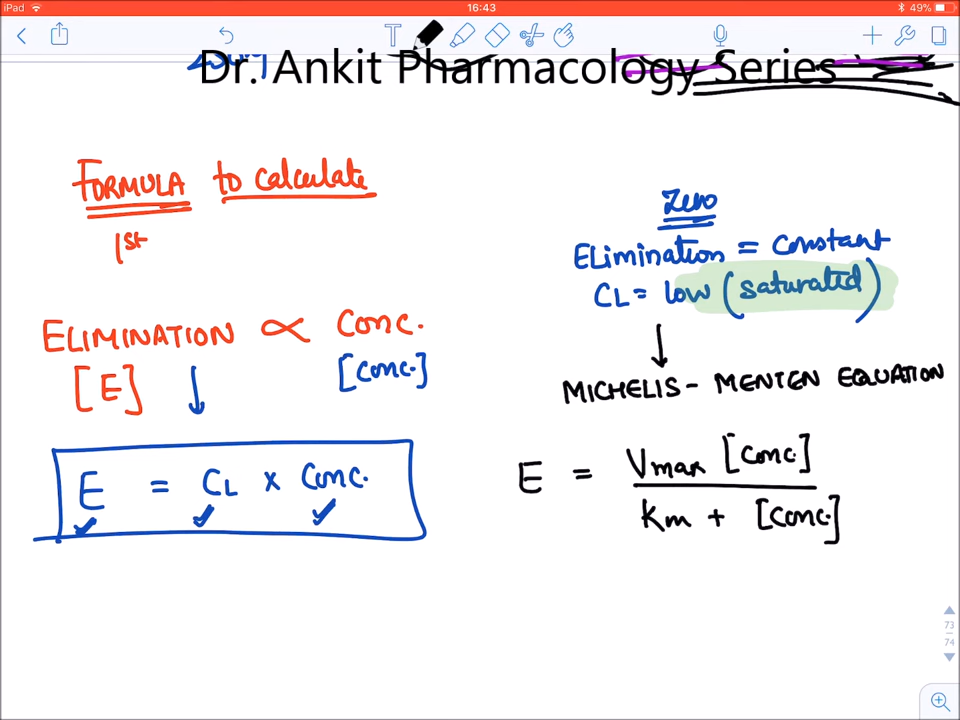 iPad 16:43 49%
T
Dr. Ankit Pharmacology Series
FORMULA to calculate
1st
ELIMINATION ∝ Conc.
[E] [Conc.]
E = CL x Conc.
Zero
ELimination = constant
CL = low (saturated)
MICHELIS - MENTEN EQUATION
E = Vmax [Conc.]
km + [Conc.]
73
74